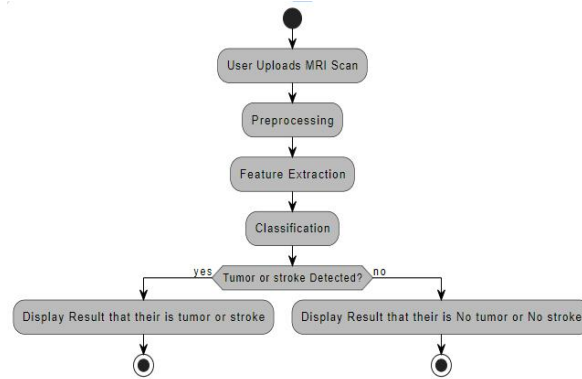 User Uploads MRI Scan
Preprocessing
Feature Extraction
Classification
yes
Tumor or stroke Detected?
no
Display Result that their is tumor or stroke
Display Result that their is No tumor or No stroke